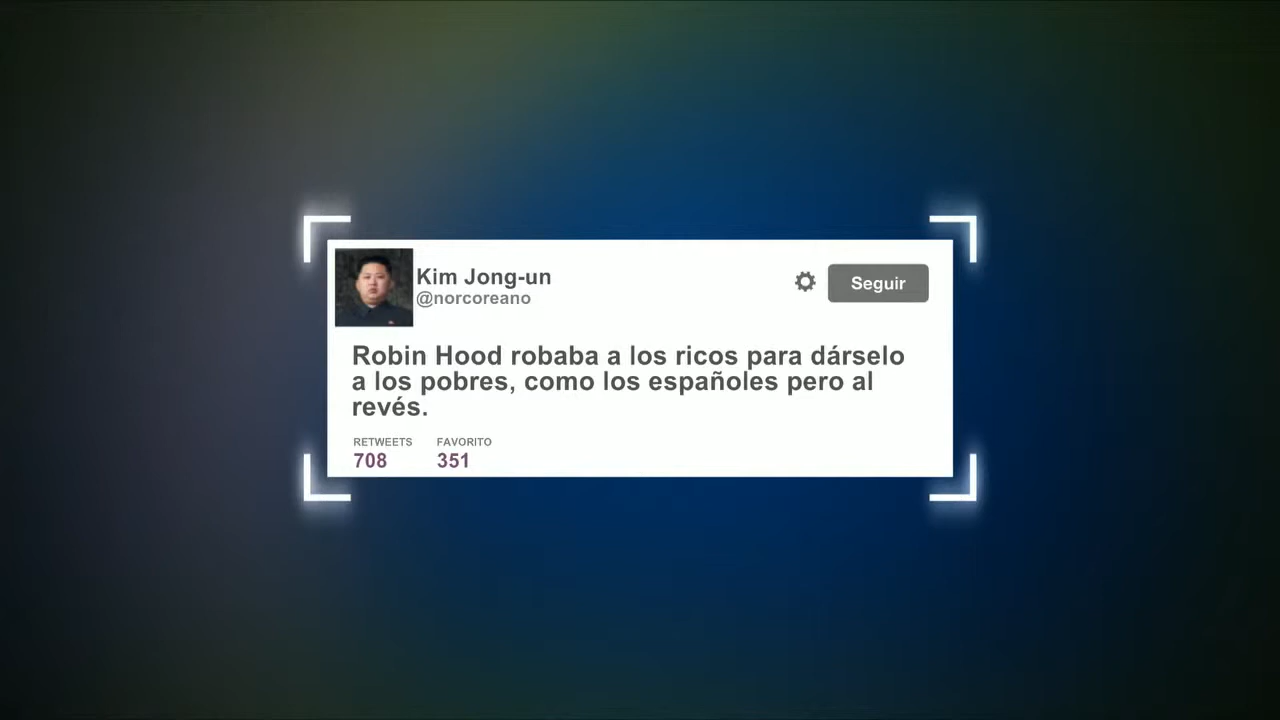 Kim Jong-un
@norcoreano
Seguir
Robin Hood robaba a los ricos para dárselo
a los pobres, como los españoles pero al
revés.
RETWEETS FAVORITO
708 351